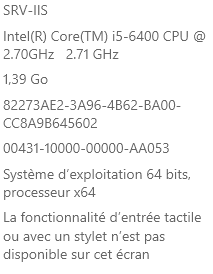 SRV-IIS
Intel(R) Core(TM) i5-6400 CPU @
2.70GHz 2.71 GHz
1,39 Go
82273AE2-3A96-4B62-BA00-
CC8A9B645602
00431-10000-00000-AA053
Système d’exploitation 64 bits,
processeur x64
La fonctionnalité d’entrée tactile
ou avec un stylet n’est pas
disponible sur cet écran